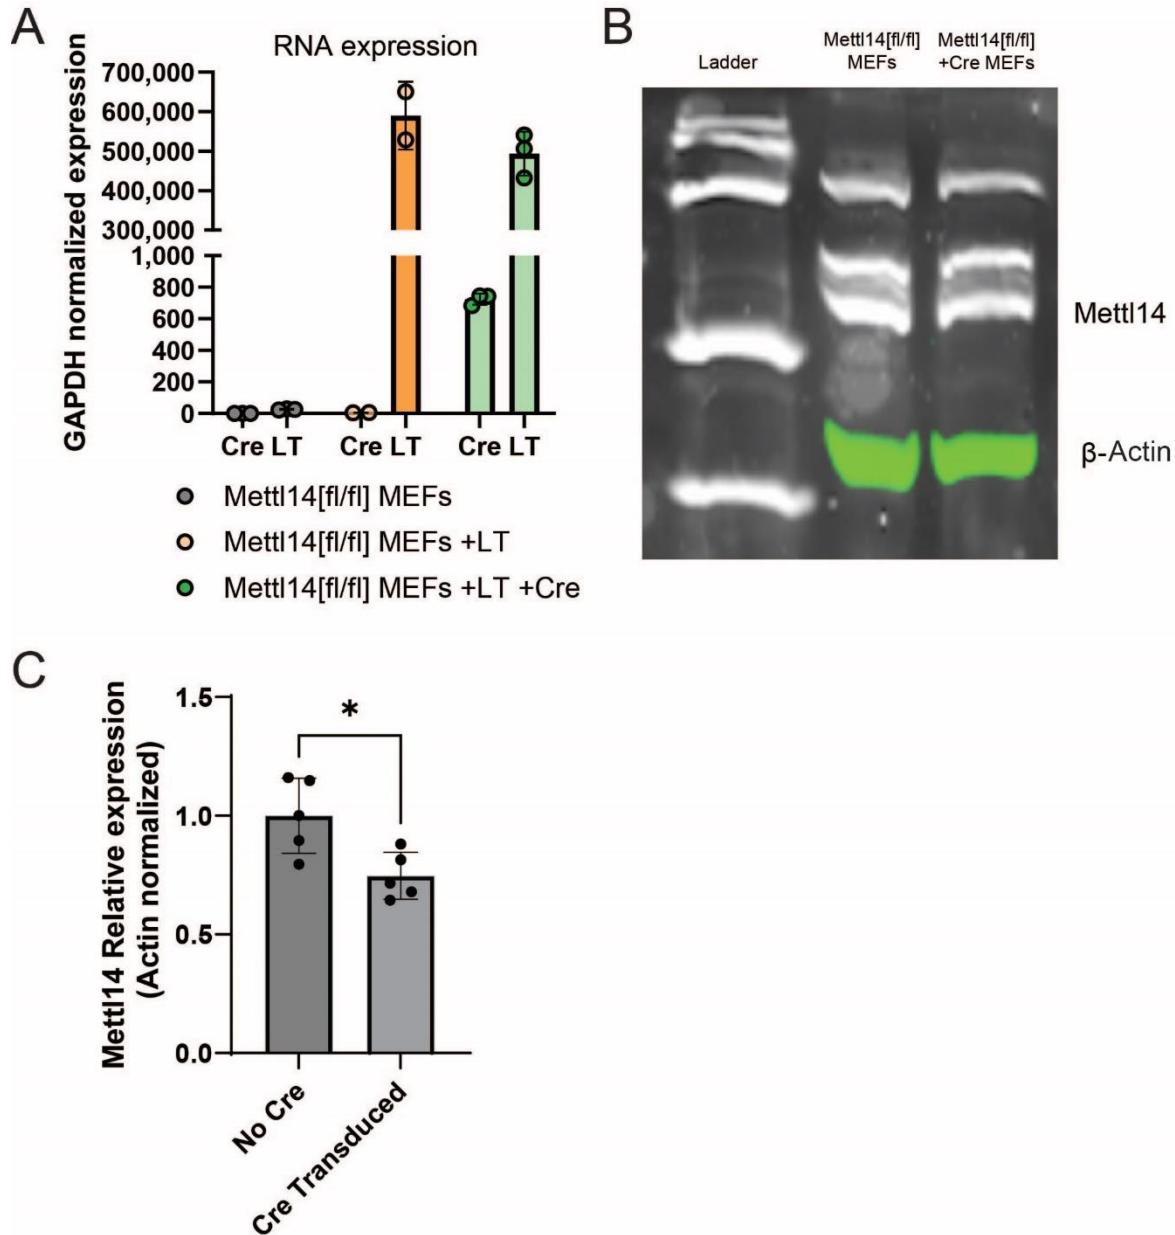 A
RNA expression
GAPDH normalized expression
700,000
600,000
500,000
400,000
300,000
1,000
800
600
400
200
0
Cre LT
Cre LT
Cre LT
Mettl14[fl/fl] MEFs
Mettl14[fl/fl] MEFs +LT
Mettl14[fl/fl] MEFs +LT +Cre
B
Ladder
Mettl14[fl/fl]
MEFs
Mettl14[fl/fl]
+Cre MEFs
Mettl14
β-Actin
C
Mettl14 Relative expression
(Actin normalized)
1.5
1.0
0.5
0.0
*
No Cre
Cre Transduced